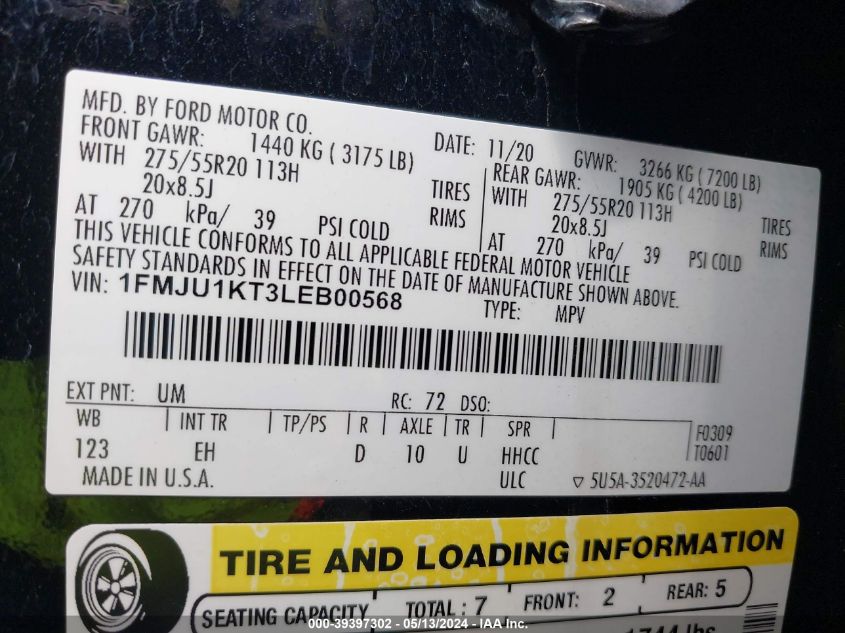 MFD. BY FORD MOTOR CO.
DATE: 11/20 GVWR: 3266 KG ( 7200 LB)
FRONT GAWR: 1440 KG ( 3175 LB) REAR GAWR: 1905 KG ( 4200 LB)
WITH 275/55R20 113H TIRES WITH 275/55R20 113H TIRES
20x8.5J RIMS 20x8.5J RIMS
AT 270 kPa/ 39 PSI COLD AT 270 kPa/ 39 PSI COLD
THIS VEHICLE CONFORMS TO ALL APPLICABLE FEDERAL MOTOR VEHICLE
SAFETY STANDARDS IN EFFECT ON THE DATE OF MANUFACTURE SHOWN ABOVE.
VIN: 1FMJU1KT3LEB00568 TYPE: MPV
EXT PNT: UM RC: 72 DSO:
WB INT TR TP/PS R AXLE TR SPR F0309
123 EH D 10 U HHCC T0601
MADE IN U.S.A. ULC ▽ 5U5A-3520472-AA
TIRE AND LOADING INFORMATION
SEATING CAPACITY TOTAL : 7 FRONT: 2 REAR: 5
000-39397302 - 05/13/2024 - IAA Inc.